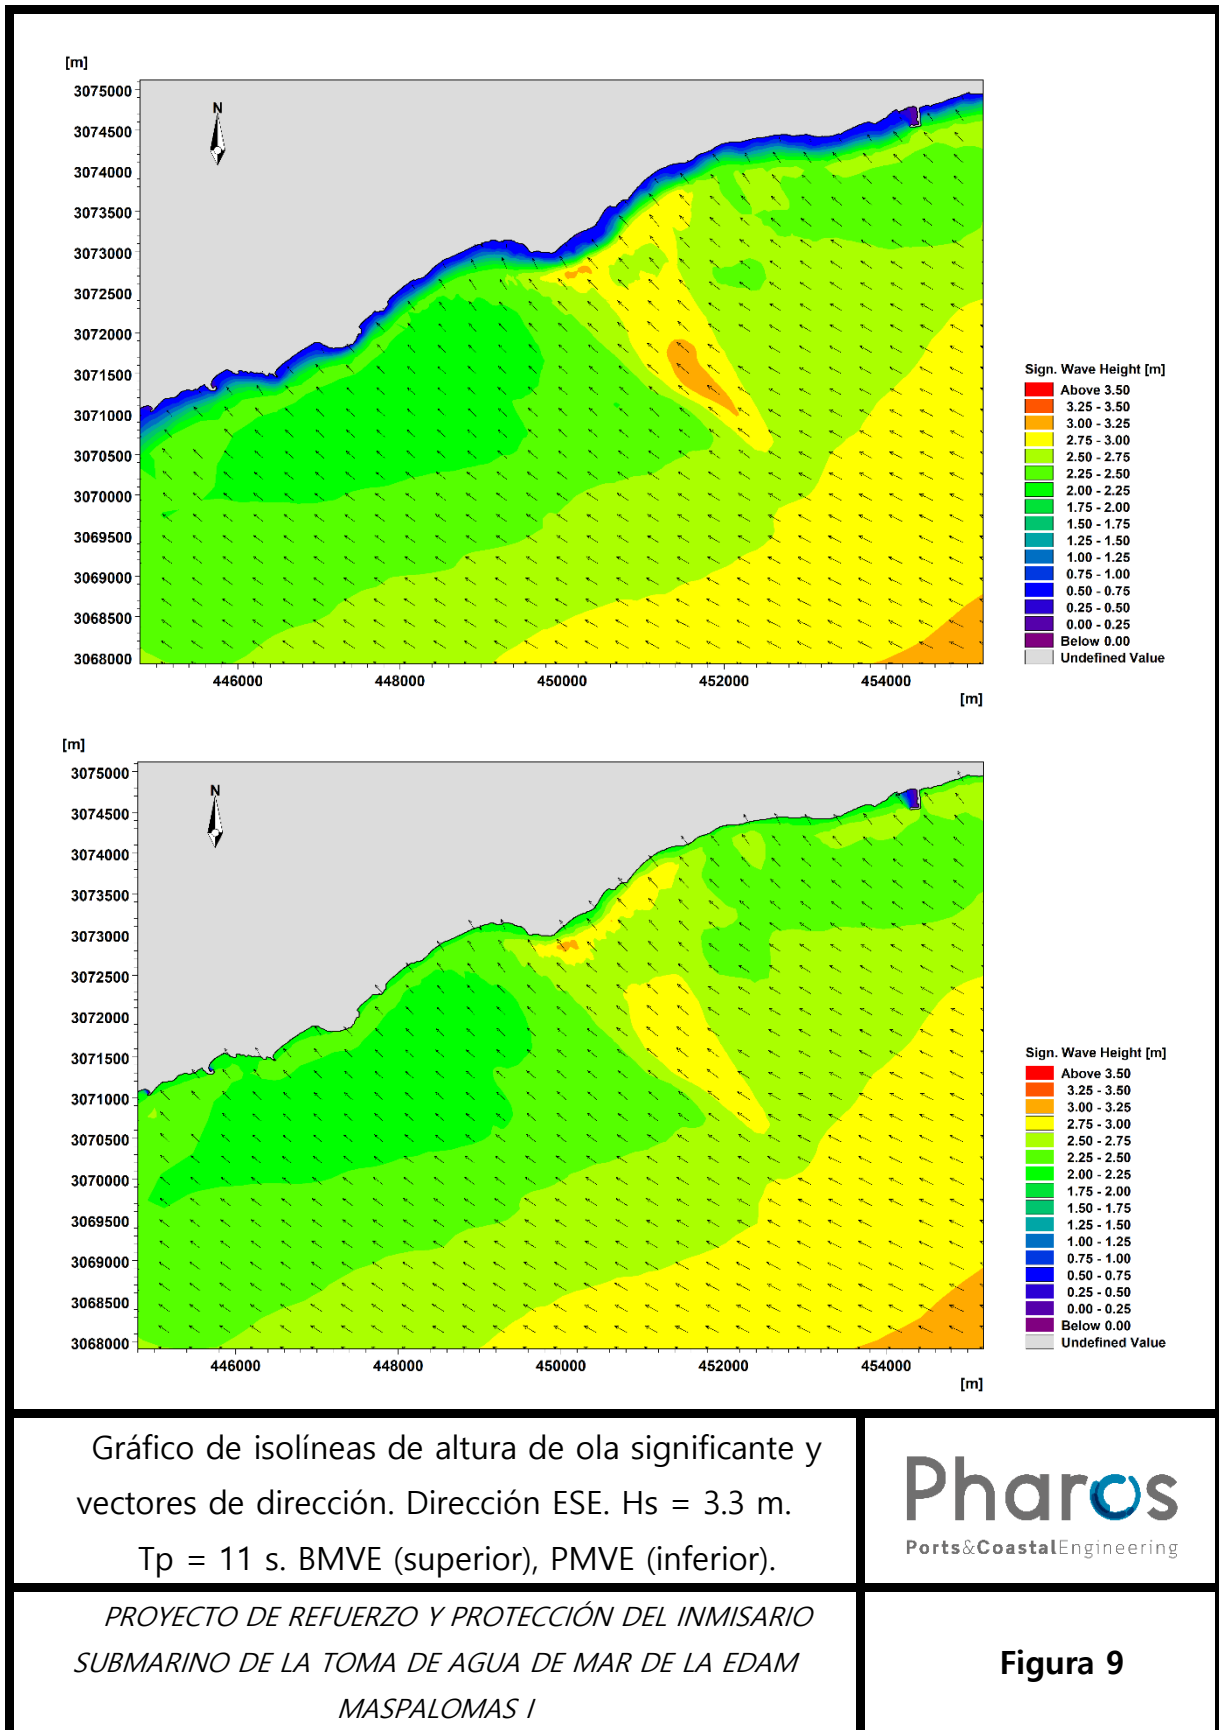 [m]
3075000
3074500
3074000
3073500
3073000
3072500
3072000
3071500
3071000
3070500
3070000
3069500
3069000
3068500
3068000
N
446000 448000 450000 452000 454000
[m]
Sign. Wave Height [m]
Above 3.50
3.25 - 3.50
3.00 - 3.25
2.75 - 3.00
2.50 - 2.75
2.25 - 2.50
2.00 - 2.25
1.75 - 2.00
1.50 - 1.75
1.25 - 1.50
1.00 - 1.25
0.75 - 1.00
0.50 - 0.75
0.25 - 0.50
0.00 - 0.25
Below 0.00
Undefined Value
[m]
3075000
3074500
3074000
3073500
3073000
3072500
3072000
3071500
3071000
3070500
3070000
3069500
3069000
3068500
3068000
N
446000 448000 450000 452000 454000
[m]
Sign. Wave Height [m]
Above 3.50
3.25 - 3.50
3.00 - 3.25
2.75 - 3.00
2.50 - 2.75
2.25 - 2.50
2.00 - 2.25
1.75 - 2.00
1.50 - 1.75
1.25 - 1.50
1.00 - 1.25
0.75 - 1.00
0.50 - 0.75
0.25 - 0.50
0.00 - 0.25
Below 0.00
Undefined Value
Gráfico de isolíneas de altura de ola significante y
vectores de dirección. Dirección ESE. Hs = 3.3 m.
Tp = 11 s. BMVE (superior), PMVE (inferior).
Pharos
Ports&CoastalEngineering
PROYECTO DE REFUERZO Y PROTECCIÓN DEL INMISARIO
SUBMARINO DE LA TOMA DE AGUA DE MAR DE LA EDAM
MASPALOMAS I
Figura 9